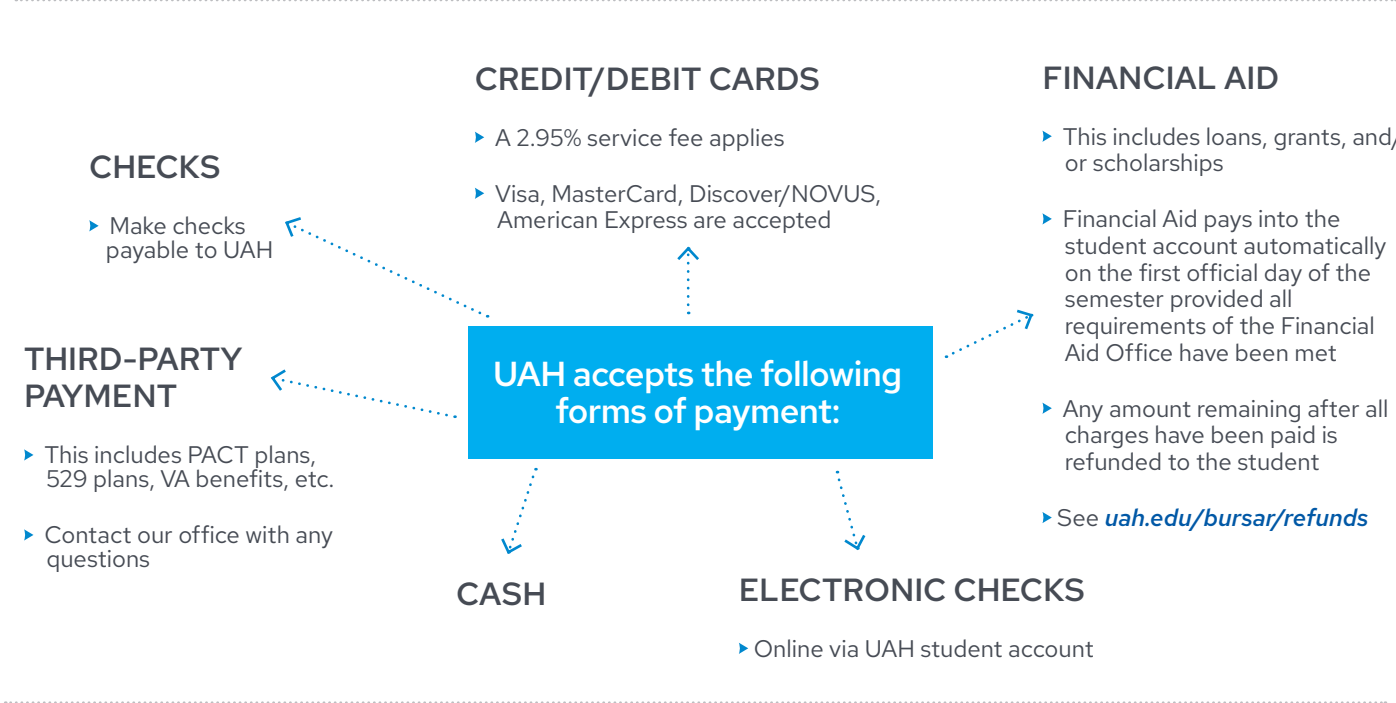 CREDIT/DEBIT CARDS
▸ A 2.95% service fee applies
▸ Visa, MasterCard, Discover/NOVUS,
American Express are accepted
FINANCIAL AID
▸ This includes loans, grants, and/
or scholarships
▸ Financial Aid pays into the
student account automatically
on the first official day of the
semester provided all
requirements of the Financial
Aid Office have been met
▸ Any amount remaining after all
charges have been paid is
refunded to the student
▸ See uah.edu/bursar/refunds
CHECKS
▸ Make checks
payable to UAH
THIRD-PARTY
PAYMENT
▸ This includes PACT plans,
529 plans, VA benefits, etc.
▸ Contact our office with any
questions
UAH accepts the following
forms of payment:
CASH
ELECTRONIC CHECKS
▸ Online via UAH student account